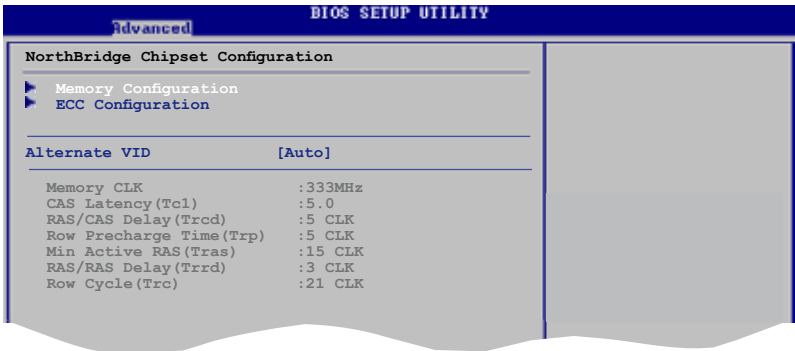 BIOS SETUP UTILITY
Advanced
NorthBridge Chipset Configuration
Memory Configuration
ECC Configuration
Alternate VID [Auto]
Memory CLK :333MHz
CAS Latency(Tcl) :5.0
RAS/CAS Delay(Trcd) :5 CLK
Row Precharge Time(Trp) :5 CLK
Min Active RAS(Tras) :15 CLK
RAS/RAS Delay(Trrd) :3 CLK
Row Cycle(Trc) :21 CLK